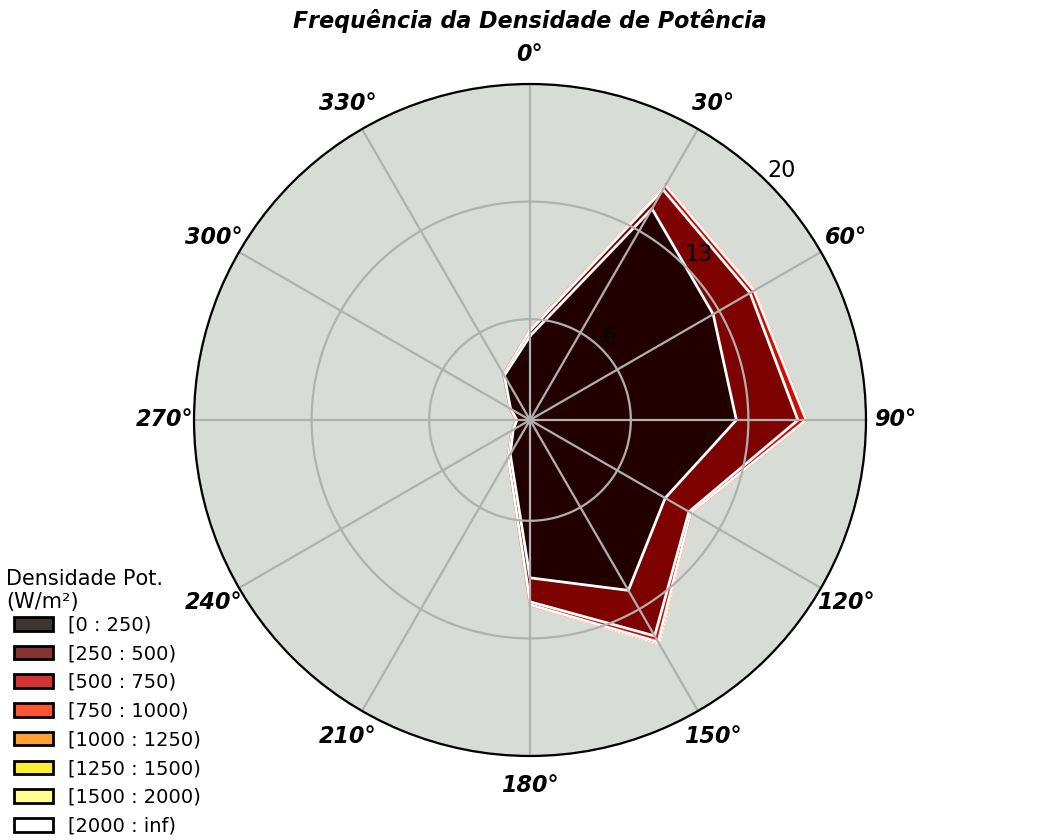 Frequência da Densidade de Potência
0°
30°
60°
90°
120°
150°
180°
210°
240°
270°
300°
330°
20
13
6
Densidade Pot.
(W/m²)
[0 : 250)
[250 : 500)
[500 : 750)
[750 : 1000)
[1000 : 1250)
[1250 : 1500)
[1500 : 2000)
[2000 : inf)